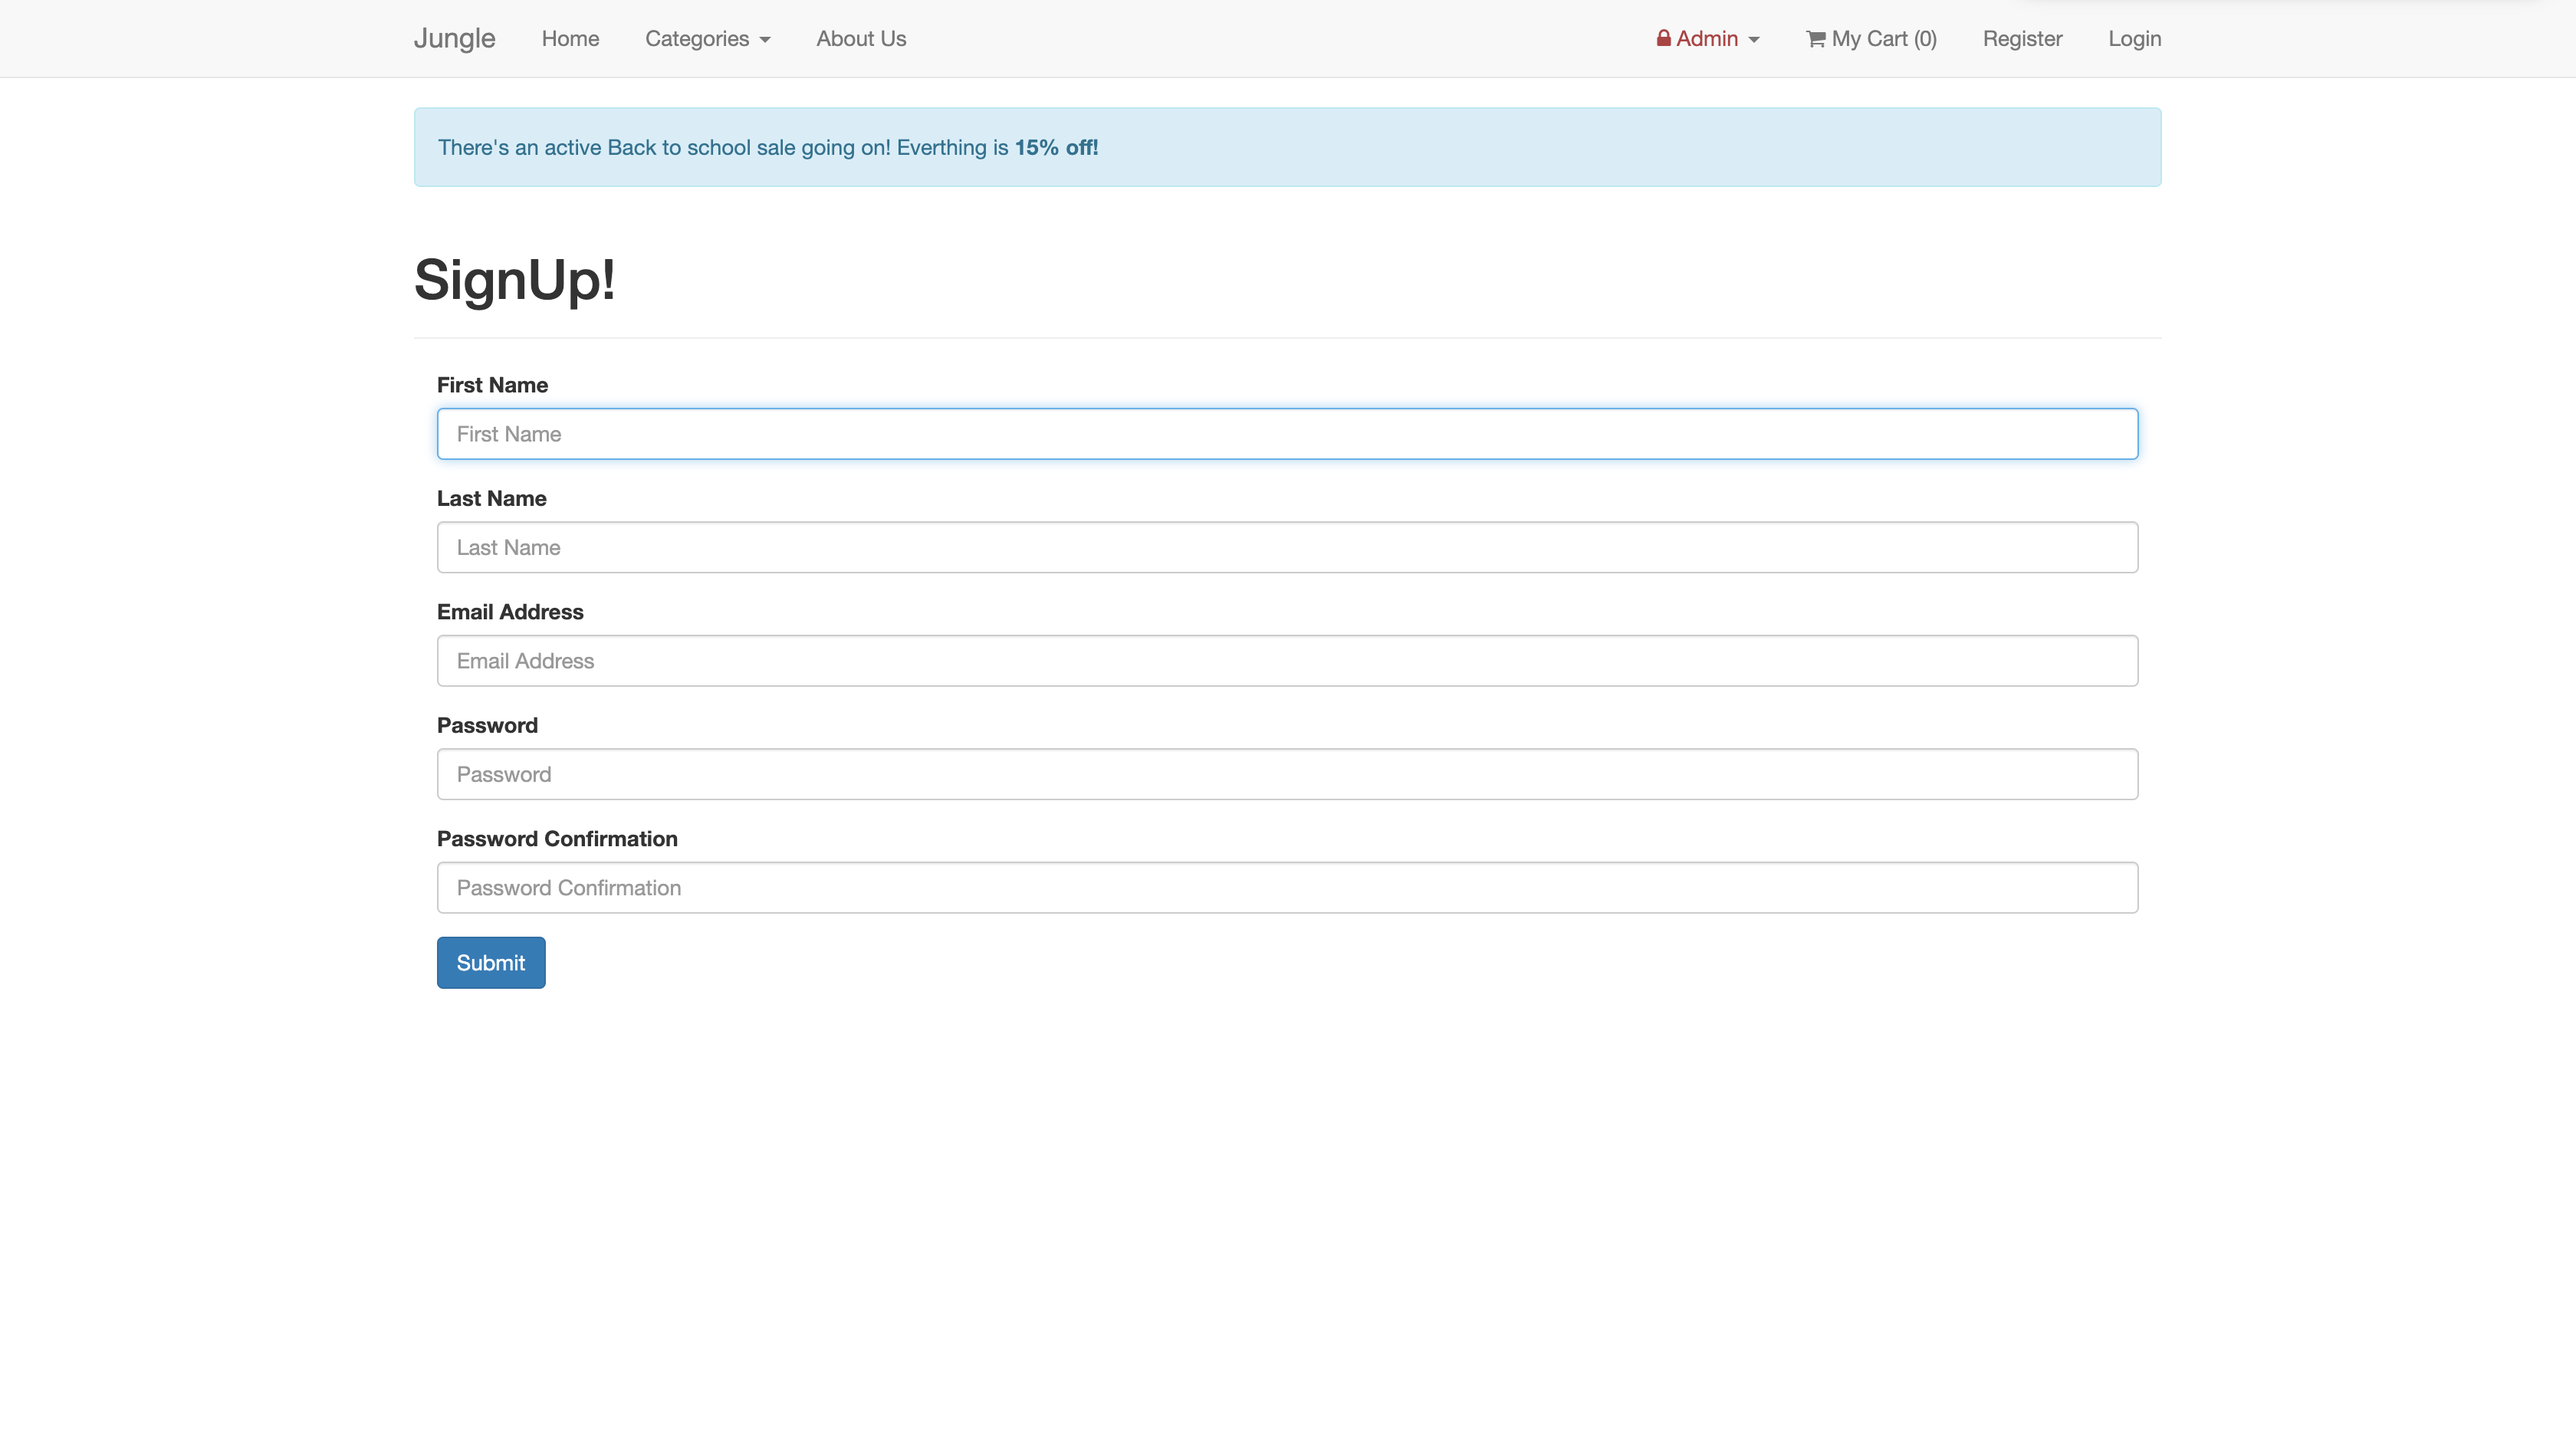 Jungle Home Categories About Us Admin My Cart (0) Register Login
There's an active Back to school sale going on! Everthing is 15% off!
SignUp!
First Name
First Name
Last Name
Last Name
Email Address
Email Address
Password
Password
Password Confirmation
Password Confirmation
Submit